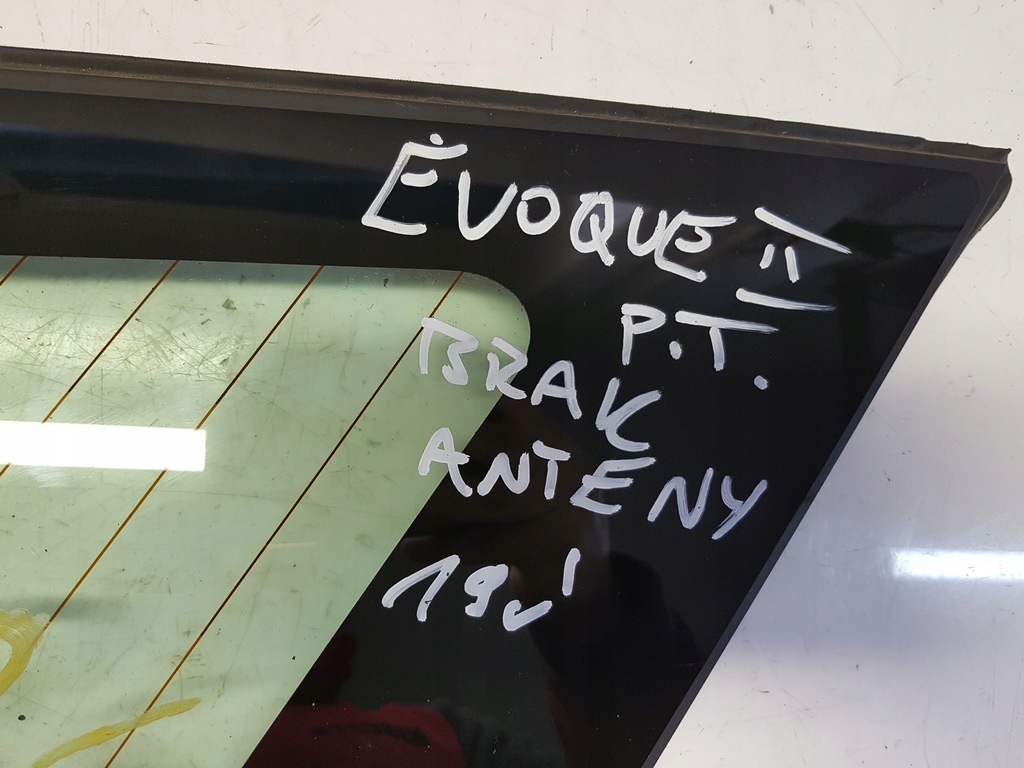 EVOQUE II
P.T.
BRAK
ANTENY
19r'